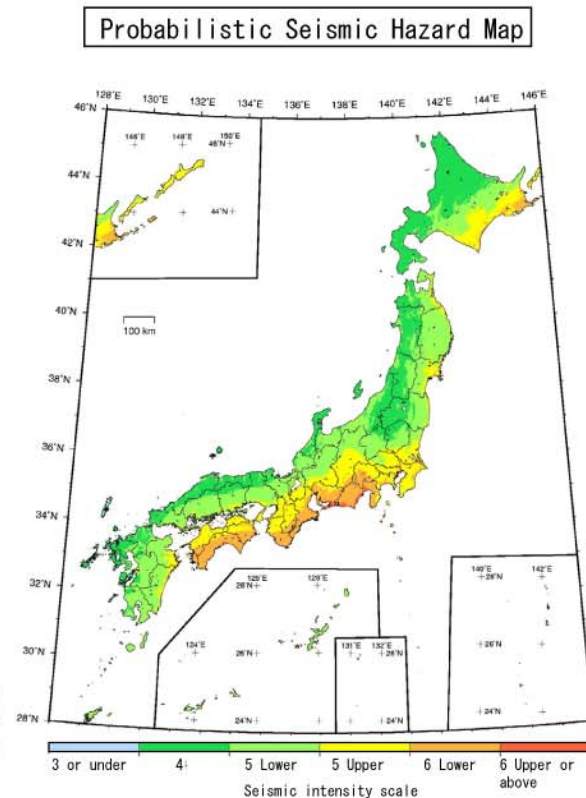 Probabilistic Seismic Hazard Map
128°E 130°E 132°E 134°E 136°E 138°E 140°E 142°E 144°E 146°E
46°N
146°E 148°E 150°E
46°N
44°N
44°N
42°N
40°N
100 km
38°N
36°N
34°N
32°N
126°E 128°E
28°N
140°E 142°E
28°N
124°E
26°N
131°E 132°E
26°N
26°N
30°N
24°N
24°N
24°N
28°N
3 or under 4 5 Lower 5 Upper 6 Lower 6 Upper or
above
Seismic intensity scale